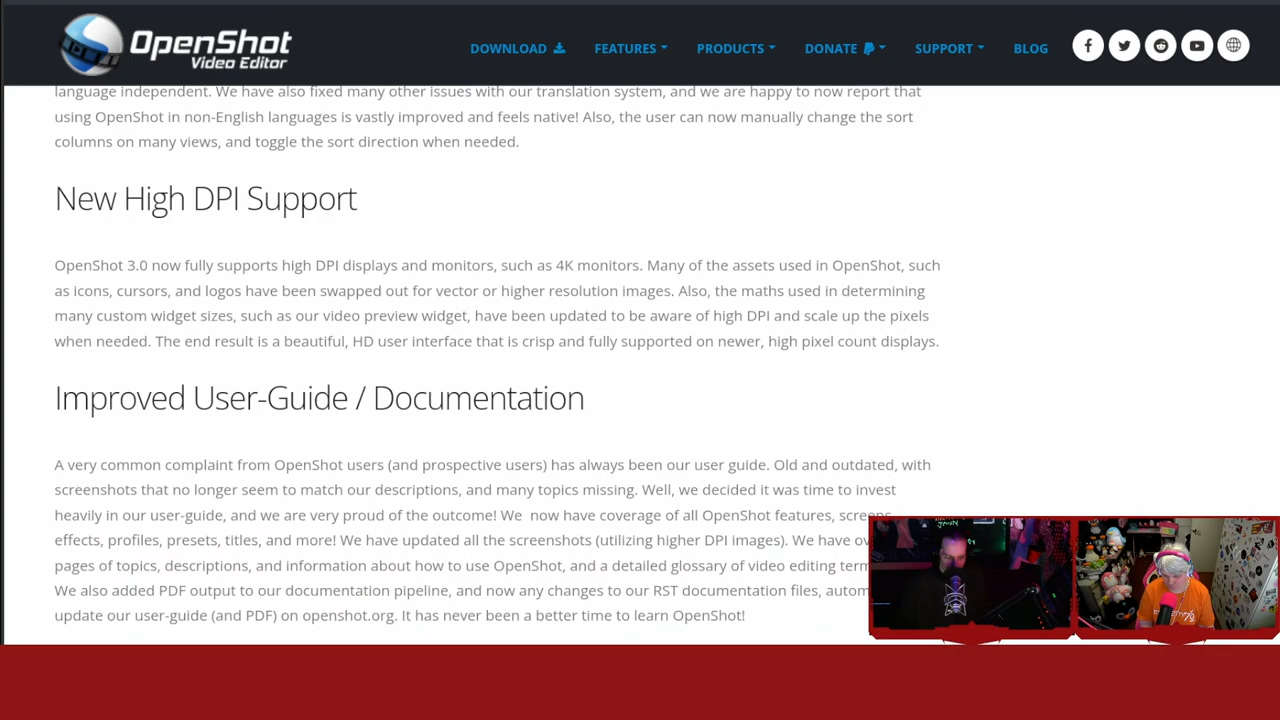 OpenShot
Video Editor
DOWNLOAD
FEATURES
PRODUCTS
DONATE
SUPPORT
BLOG
language independent. We have also fixed many other issues with our translation system, and we are happy to now report that
using OpenShot in non-English languages is vastly improved and feels native! Also, the user can now manually change the sort
columns on many views, and toggle the sort direction when needed.
New High DPI Support
OpenShot 3.0 now fully supports high DPI displays and monitors, such as 4K monitors. Many of the assets used in OpenShot, such
as icons, cursors, and logos have been swapped out for vector or higher resolution images. Also, the maths used in determining
many custom widget sizes, such as our video preview widget, have been updated to be aware of high DPI and scale up the pixels
when needed. The end result is a beautiful, HD user interface that is crisp and fully supported on newer, high pixel count displays.
Improved User-Guide / Documentation
A very common complaint from OpenShot users (and prospective users) has always been our user guide. Old and outdated, with
screenshots that no longer seem to match our descriptions, and many topics missing. Well, we decided it was time to invest
heavily in our user-guide, and we are very proud of the outcome! We now have coverage of all OpenShot features, screens,
effects, profiles, presets, titles, and more! We have updated all the screenshots (utilizing higher DPI images). We have
pages of topics, descriptions, and information about how to use OpenShot, and a detailed glossary of video editing
We also added PDF output to our documentation pipeline, and now any changes to our RST documentation files,
update our user-guide (and PDF) on openshot.org. It has never been a better time to learn OpenShot!